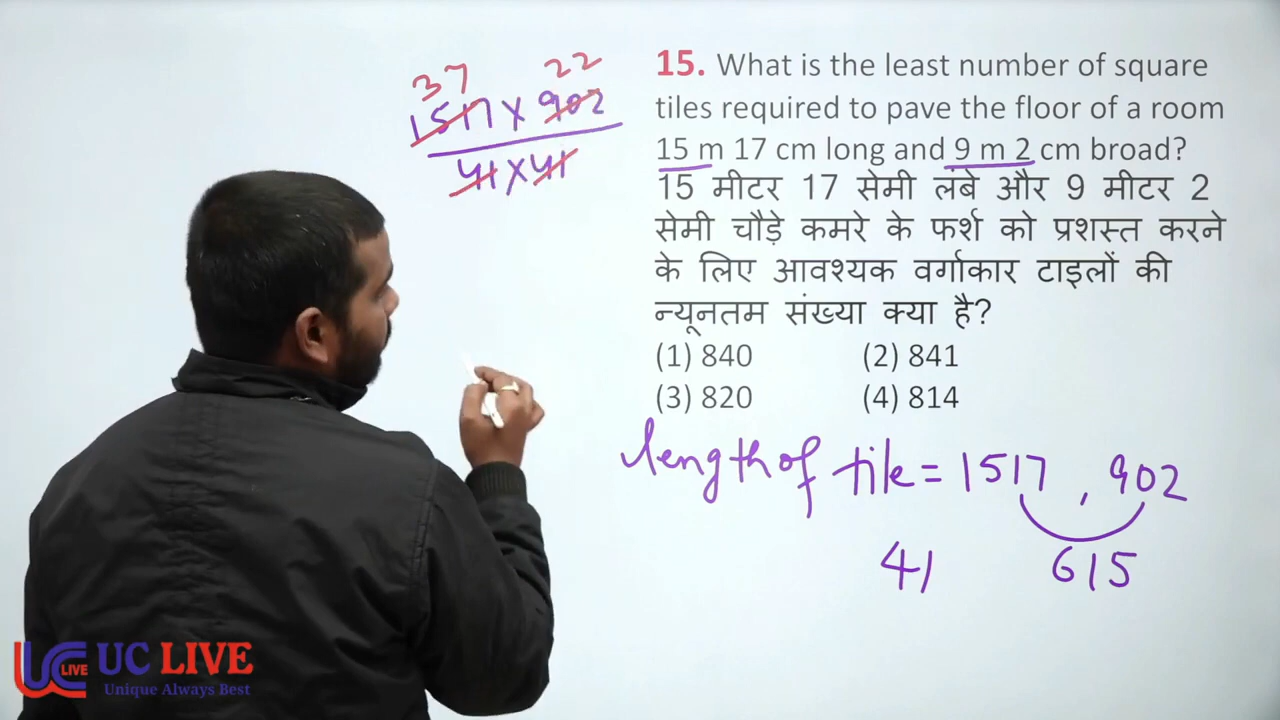 37 22
1517 X 902
41 X 41
15. What is the least number of square
tiles required to pave the floor of a room
15 m 17 cm long and 9 m 2 cm broad?
15 मीटर 17 सेमी लंबे और 9 मीटर 2
सेमी चौड़े कमरे के फर्श को प्रशस्त करने
के लिए आवश्यक वर्गाकार टाइलों की
न्यूनतम संख्या क्या है?
(1) 840 (2) 841
(3) 820 (4) 814
length of tile = 1517 , 902
41 615
UC LIVE UC LIVE
Unique Always Best